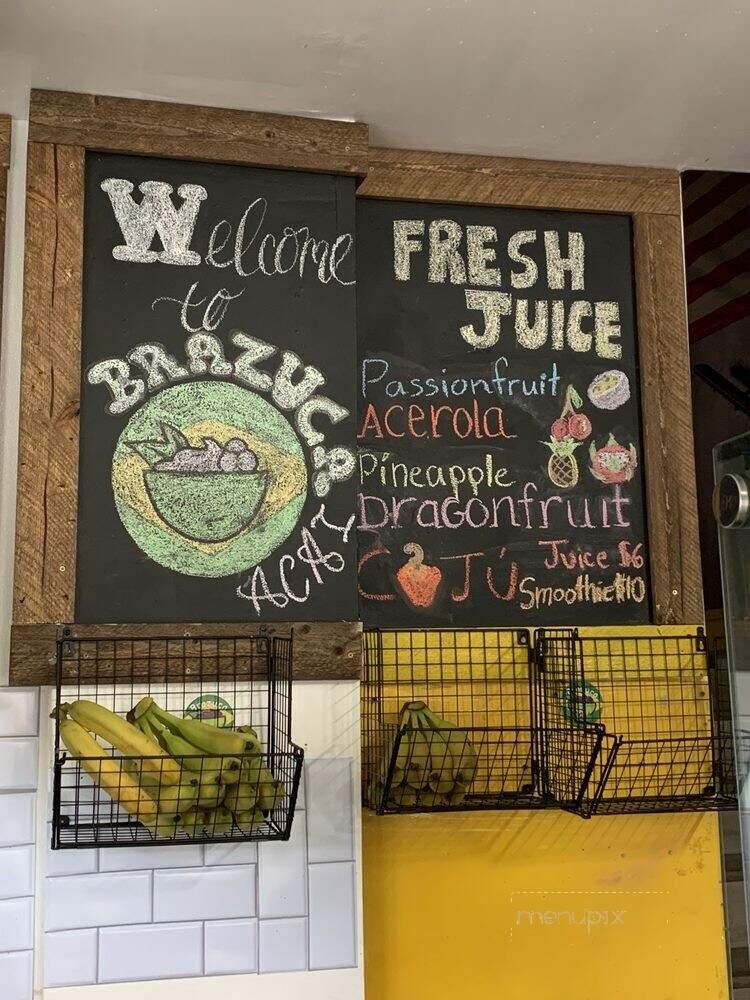 Welcome
to
BRAZUCA
ACAI
FRESH
JUICE
Passionfruit
Acerola
Pineapple
Dragonfruit
CAJÚ
Juice $6
Smoothie $10
menupix